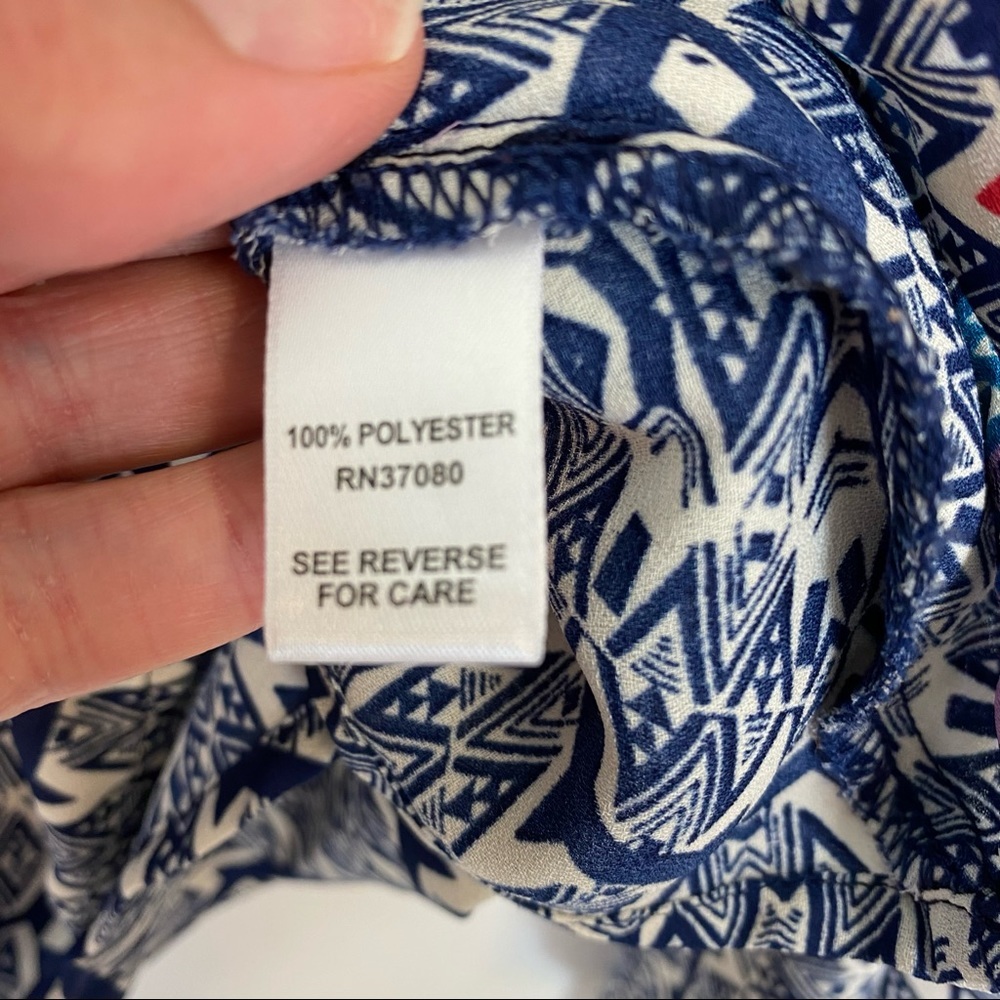 100% POLYESTER
RN37080
SEE REVERSE
FOR CARE